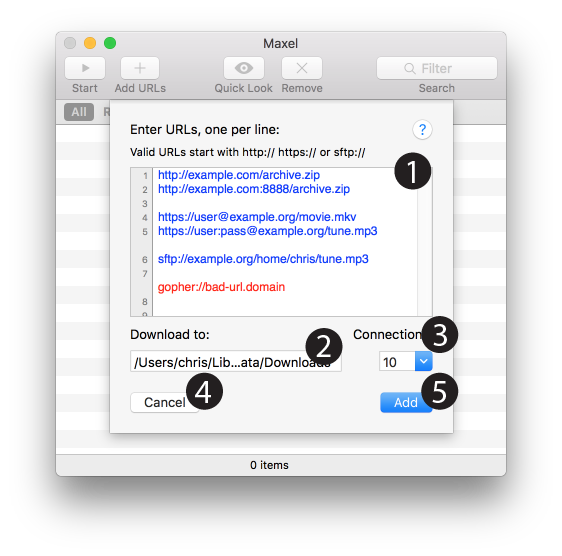 Maxel
Start
Add URLs
Quick Look
Remove
Filter
Search
All
Enter URLs, one per line:
?
Valid URLs start with http:// https:// or sftp://
1
1 http://example.com/archive.zip
2 http://example.com:8888/archive.zip
3
4 https://user@example.org/movie.mkv
5 https://user:pass@example.org/tune.mp3
6 sftp://example.org/home/chris/tune.mp3
7
gopher://bad-url.domain
8
9
Download to:
2
Connection
3
/Users/chris/Lib...ata/Downloads
10
4
5
Cancel
Add
0 items